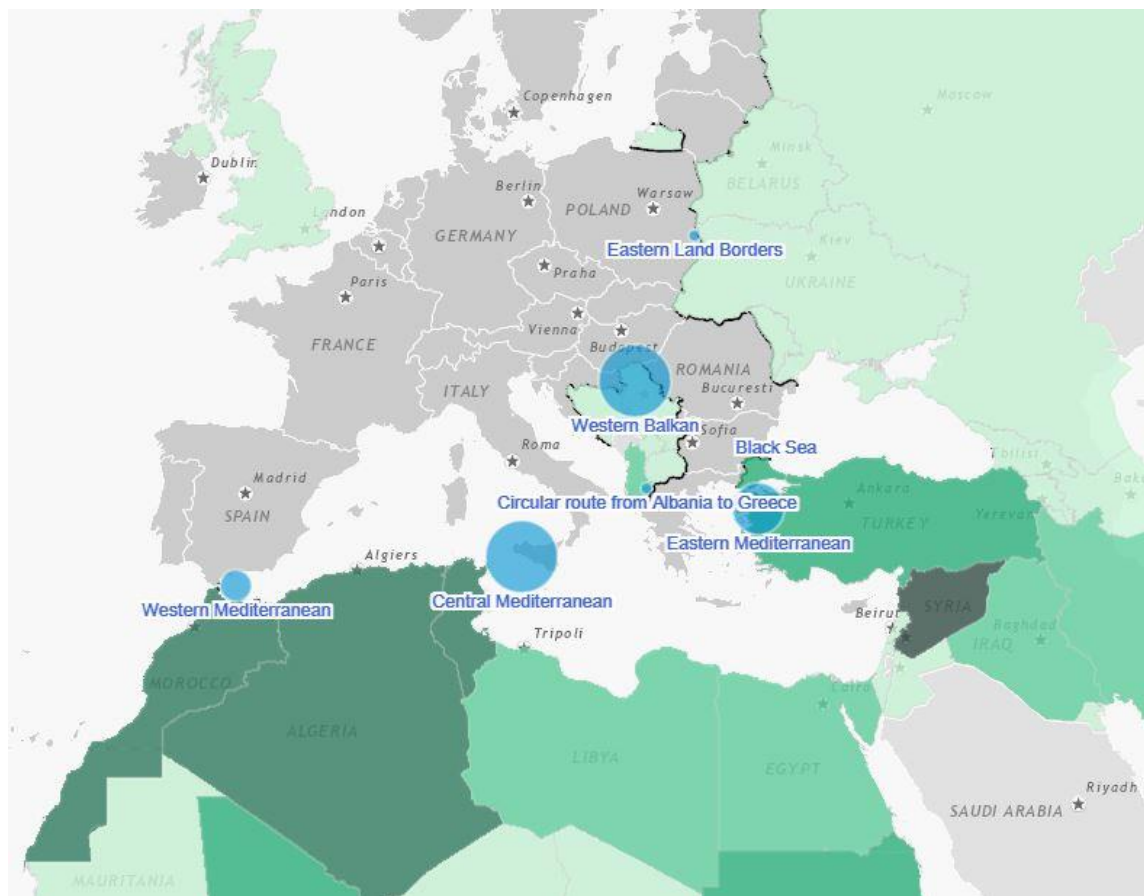 Copenhagen
Moscow
Dublin
Minsk
BELARUS
Berlin
Warsaw
POLAND
London
GERMANY
Eastern Land Borders
Kiev
UKRAINE
Praha
Paris
Vienna
FRANCE
Budapest
ROMANIA
ITALY
Bucuresti
Western Balkan
Sofia
Roma
Black Sea
Tbilisi
Madrid
SPAIN
Circular route from Albania to Greece
Ankara
Baku
TURKEY
Yerevan
Eastern Mediterranean
Algiers
Western Mediterranean
Central Mediterranean
Beirut
SYRIA
Tripoli
Baghdad
IRAQ
MOROCCO
Cairo
ALGERIA
LIBYA
EGYPT
Riyadh
SAUDI ARABIA
MAURITANIA